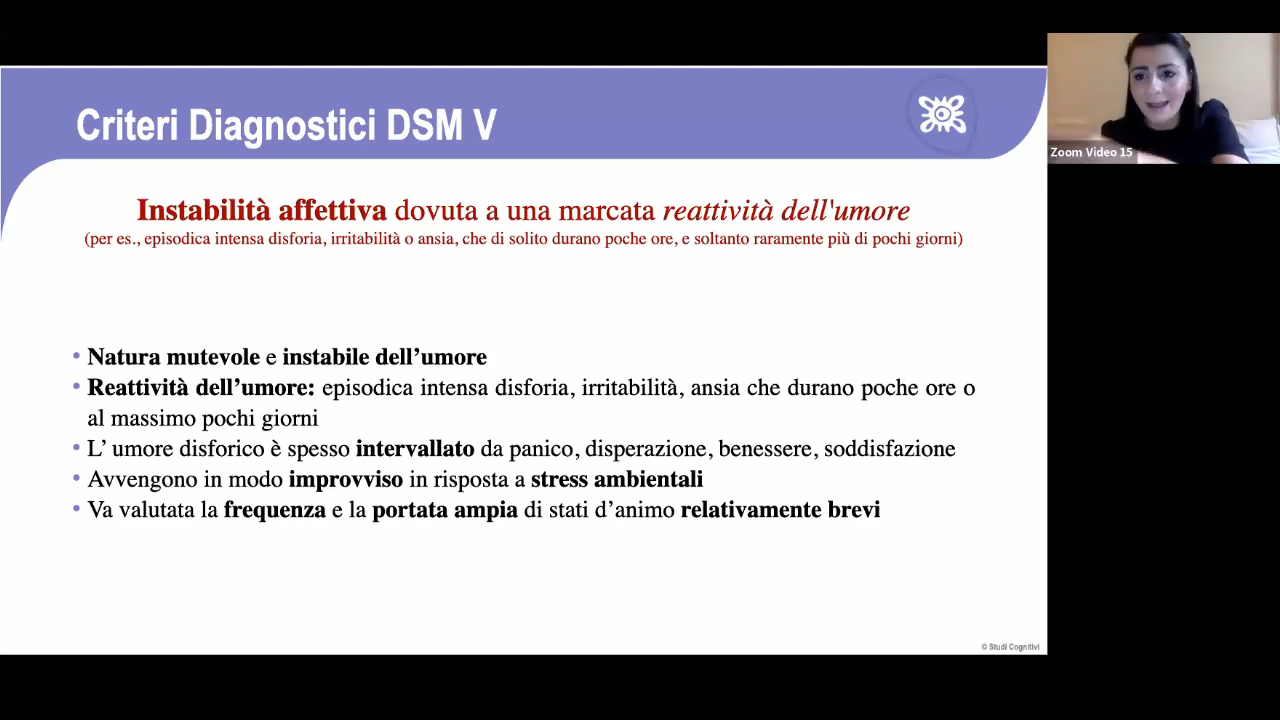 Criteri Diagnostici DSM V
Zoom Video 15
Instabilità affettiva dovuta a una marcata reattività dell'umore
(per es., episodica intensa disforia, irritabilità o ansia, che di solito durano poche ore, e soltanto raramente più di pochi giorni)
• Natura mutevole e instabile dell’umore
• Reattività dell’umore: episodica intensa disforia, irritabilità, ansia che durano poche ore o
al massimo pochi giorni
• L’ umore disforico è spesso intervallato da panico, disperazione, benessere, soddisfazione
• Avvengono in modo improvviso in risposta a stress ambientali
• Va valutata la frequenza e la portata ampia di stati d’animo relativamente brevi
© Studi Cognitivi